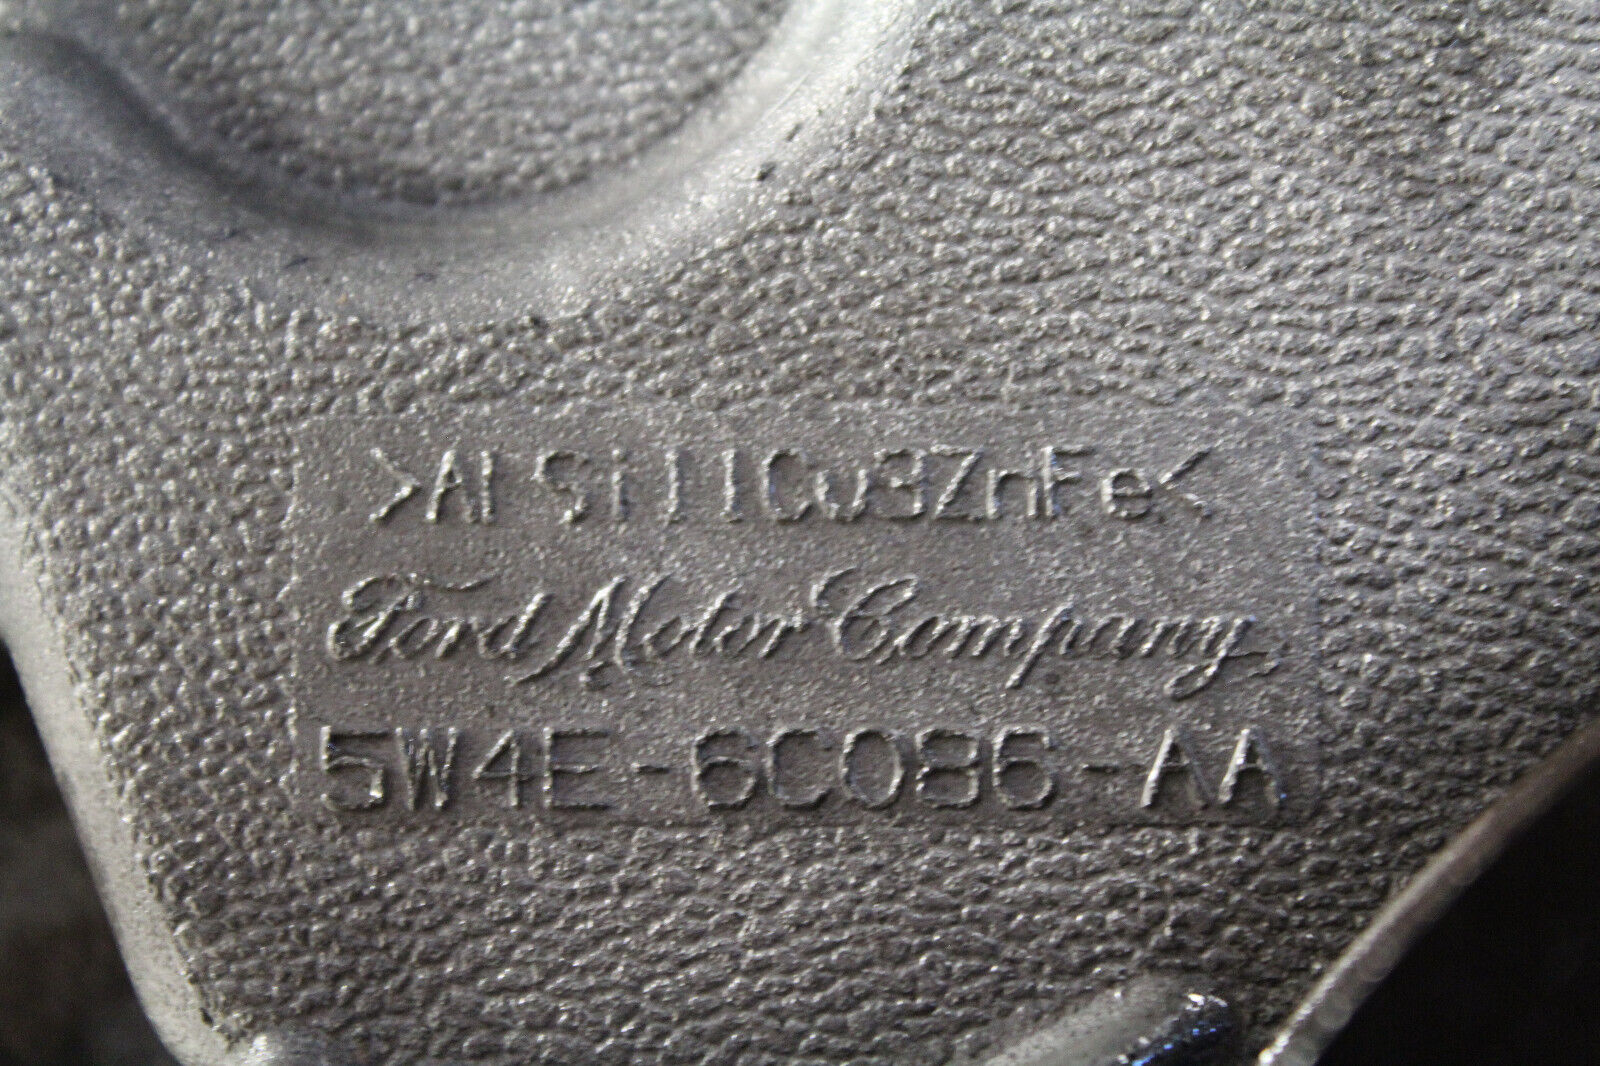 >AlSi11Cu3ZnFe<
Ford Motor Company
5W4E-6C086-AA